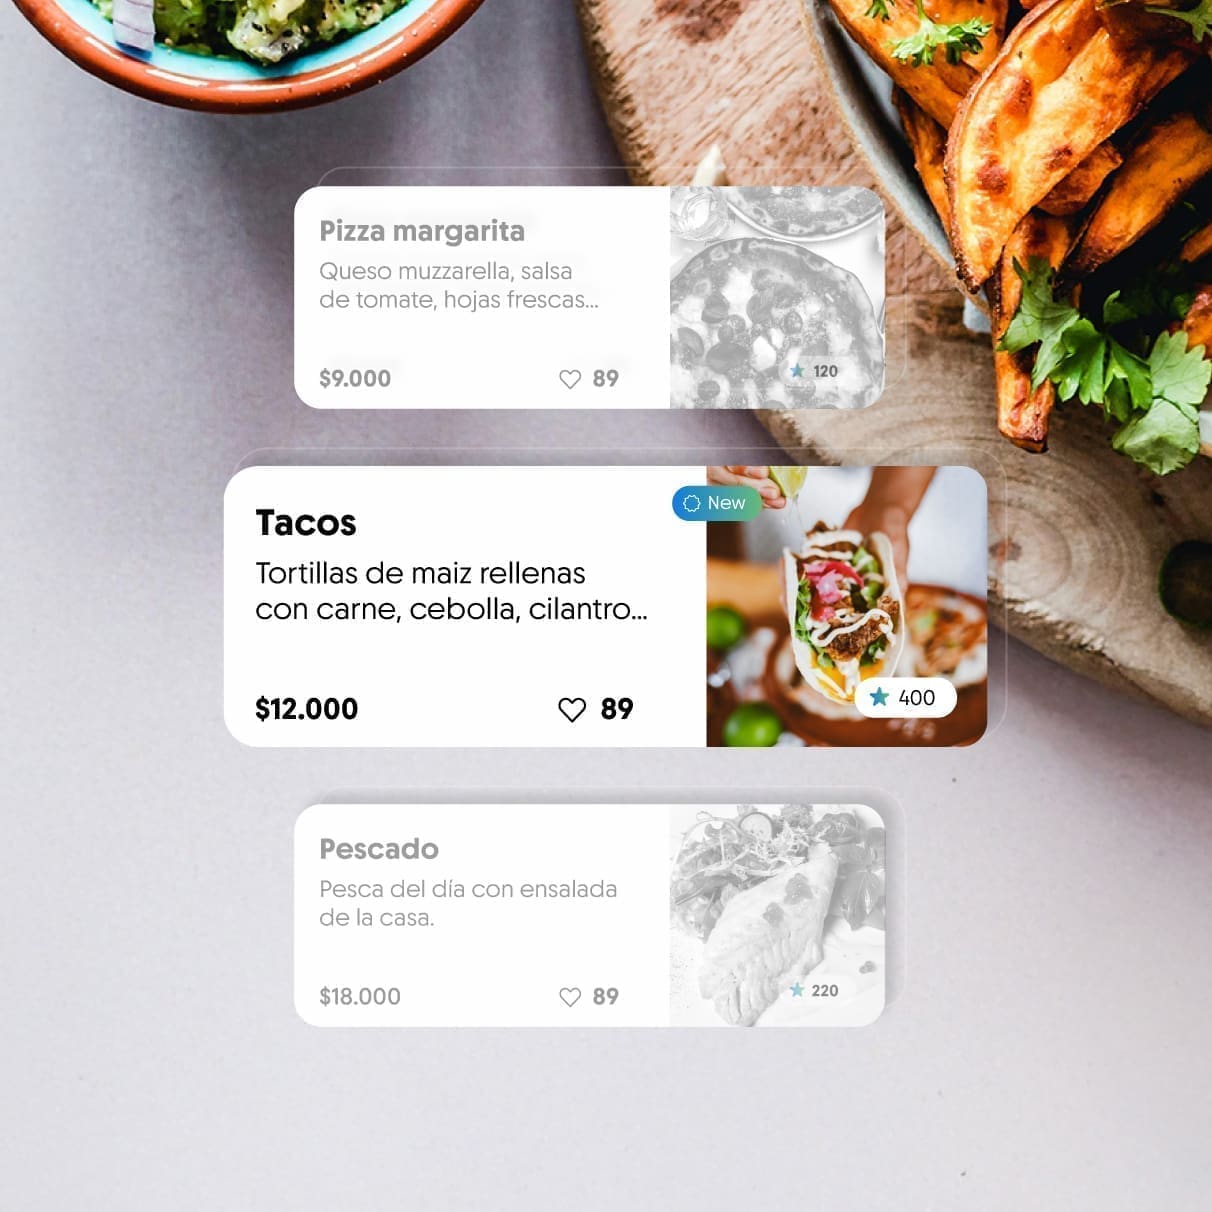 Pizza margarita
Queso muzzarella, salsa
de tomate, hojas frescas...
$9.000
89
120
New
Tacos
Tortillas de maiz rellenas
con carne, cebolla, cilantro...
$12.000
89
400
Pescado
Pesca del día con ensalada
de la casa.
$18.000
89
220